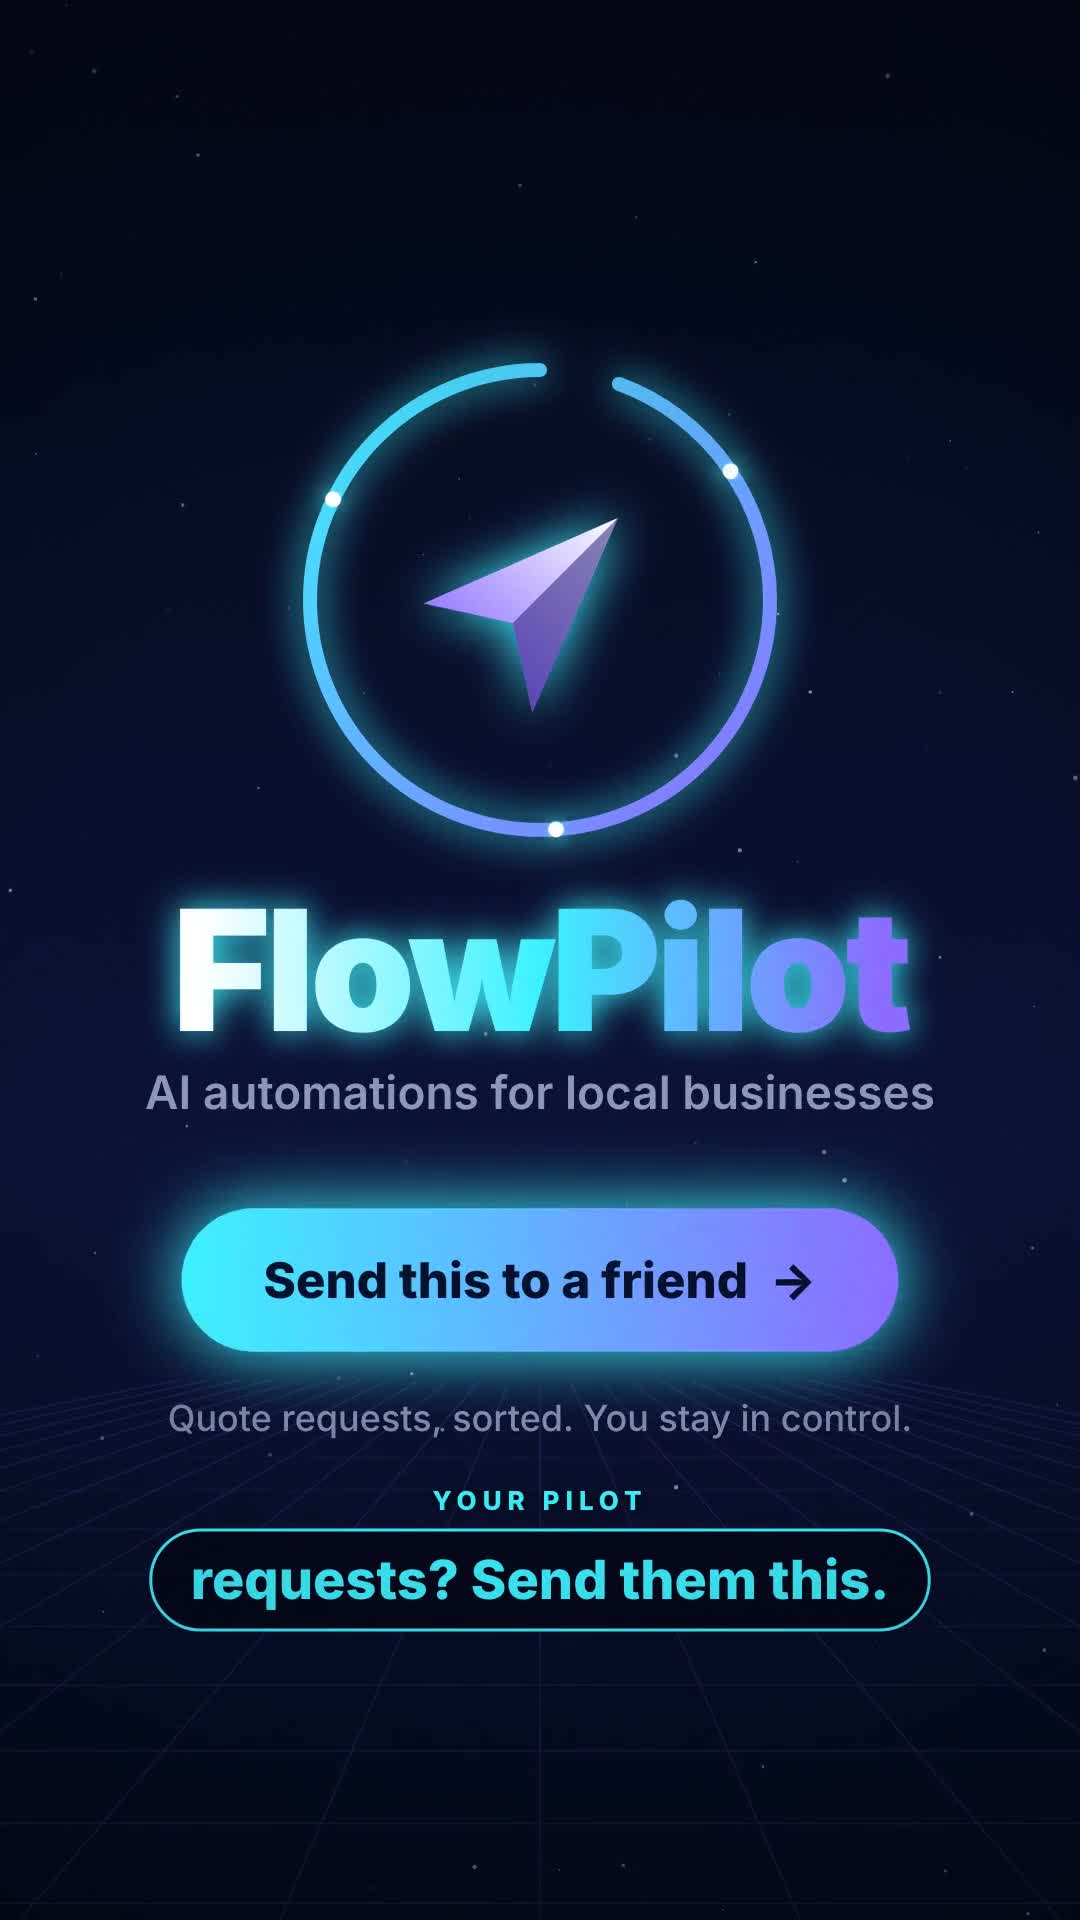 FlowPilot
AI automations for local businesses
Send this to a friend →
Quote requests, sorted. You stay in control.
YOUR PILOT
requests? Send them this.